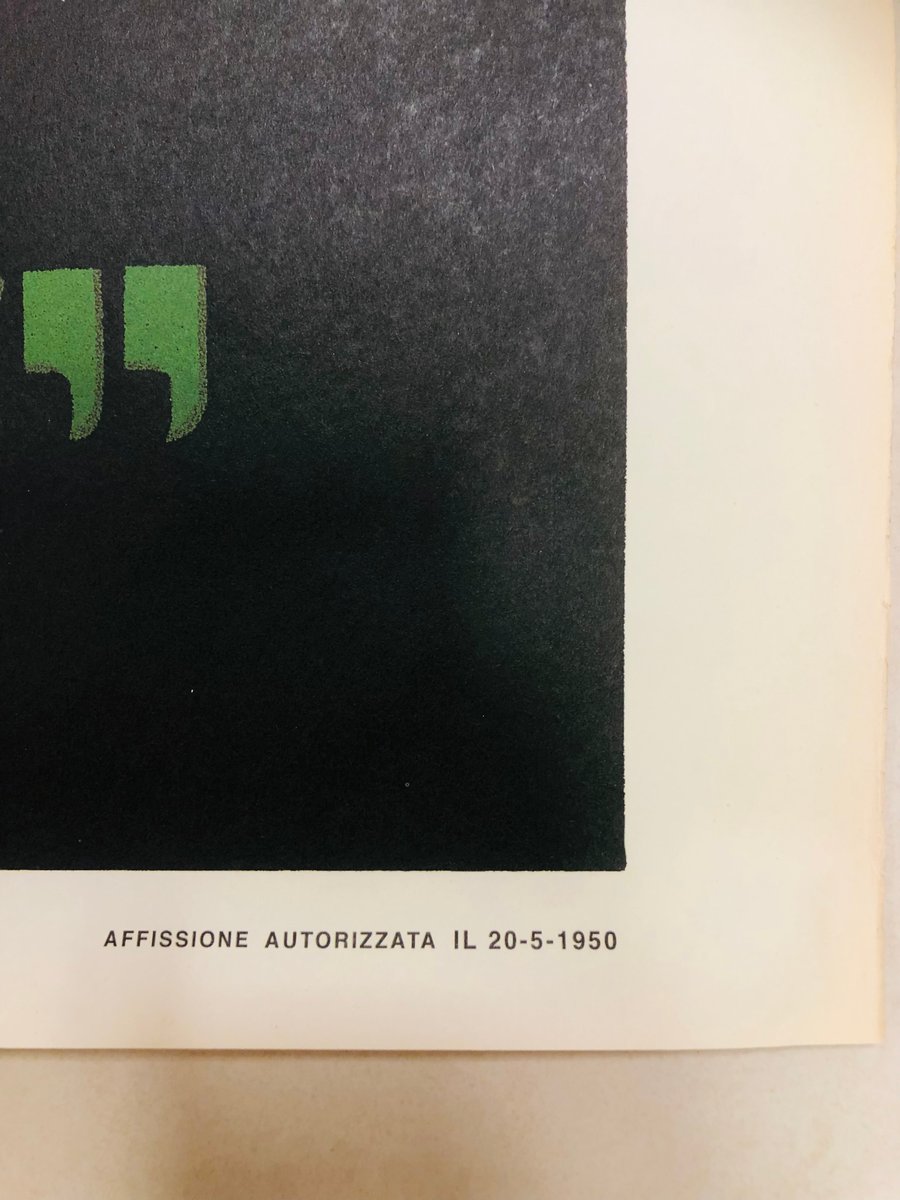 ”
AFFISSIONE AUTORIZZATA IL 20-5-1950